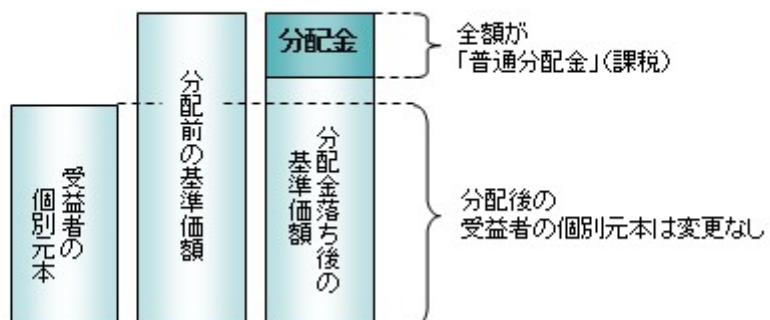 受益者の
個別元本
分配前の基準価額
分配金
分配金落ち後の
基準価額
全額が
「普通分配金」(課税)
分配後の
受益者の個別元本は変更なし